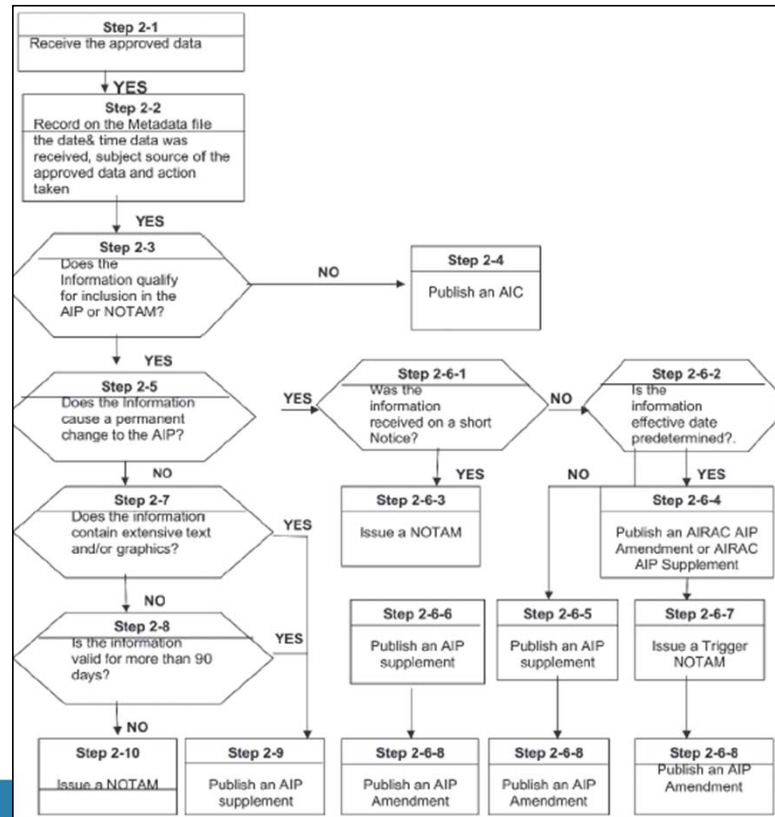 Step 2-1
Receive the approved data
YES
Step 2-2
Record on the Metadata file
the date& time data was
received, subject source of the
approved data and action
taken
YES
Step 2-3
Does the
Information qualify
for inclusion in the
AIP or NOTAM?
NO
Step 2-4
Publish an AIC
YES
Step 2-5
Does the Information
cause a permanent
change to the AIP?
YES
Step 2-6-1
Was the
information
received on a short
Notice?
NO
Step 2-6-2
Is the
information
effective date
predetermined?.
NO
YES
NO
YES
Step 2-7
Does the information
contain extensive text
and/or graphics?
YES
Step 2-6-3
Issue a NOTAM
Step 2-6-4
Publish an AIRAC AIP
Amendment or AIRAC
AIP Supplement
NO
Step 2-8
Is the information
valid for more than 90
days?
YES
Step 2-6-6
Publish an AIP
supplement
Step 2-6-5
Publish an AIP
supplement
Step 2-6-7
Issue a Trigger
NOTAM
NO
Step 2-10
Issue a NOTAM
Step 2-9
Publish an AIP
supplement
Step 2-6-8
Publish an AIP
Amendment
Step 2-6-8
Publish an AIP
Amendment
Step 2-6-8
Publish an AIP
Amendment